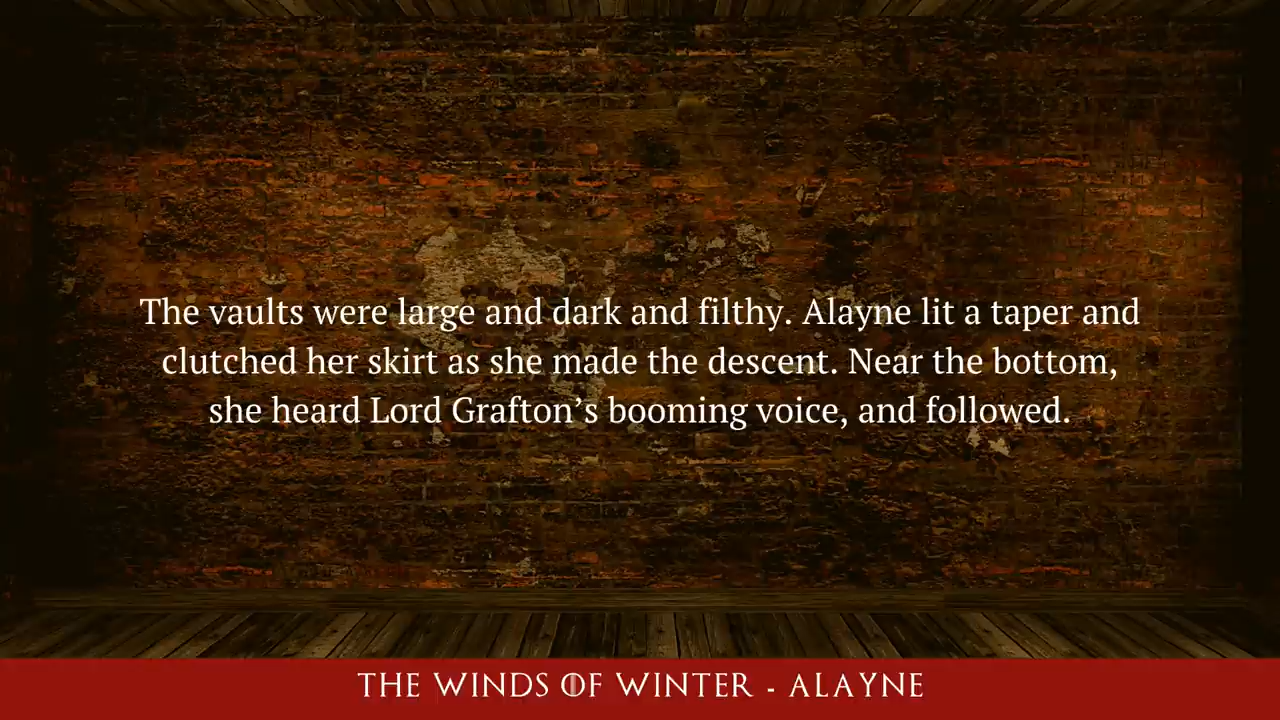 The vaults were large and dark and filthy. Alayne lit a taper and
clutched her skirt as she made the descent. Near the bottom,
she heard Lord Grafton’s booming voice, and followed.
THE WINDS OF WINTER - ALAYNE